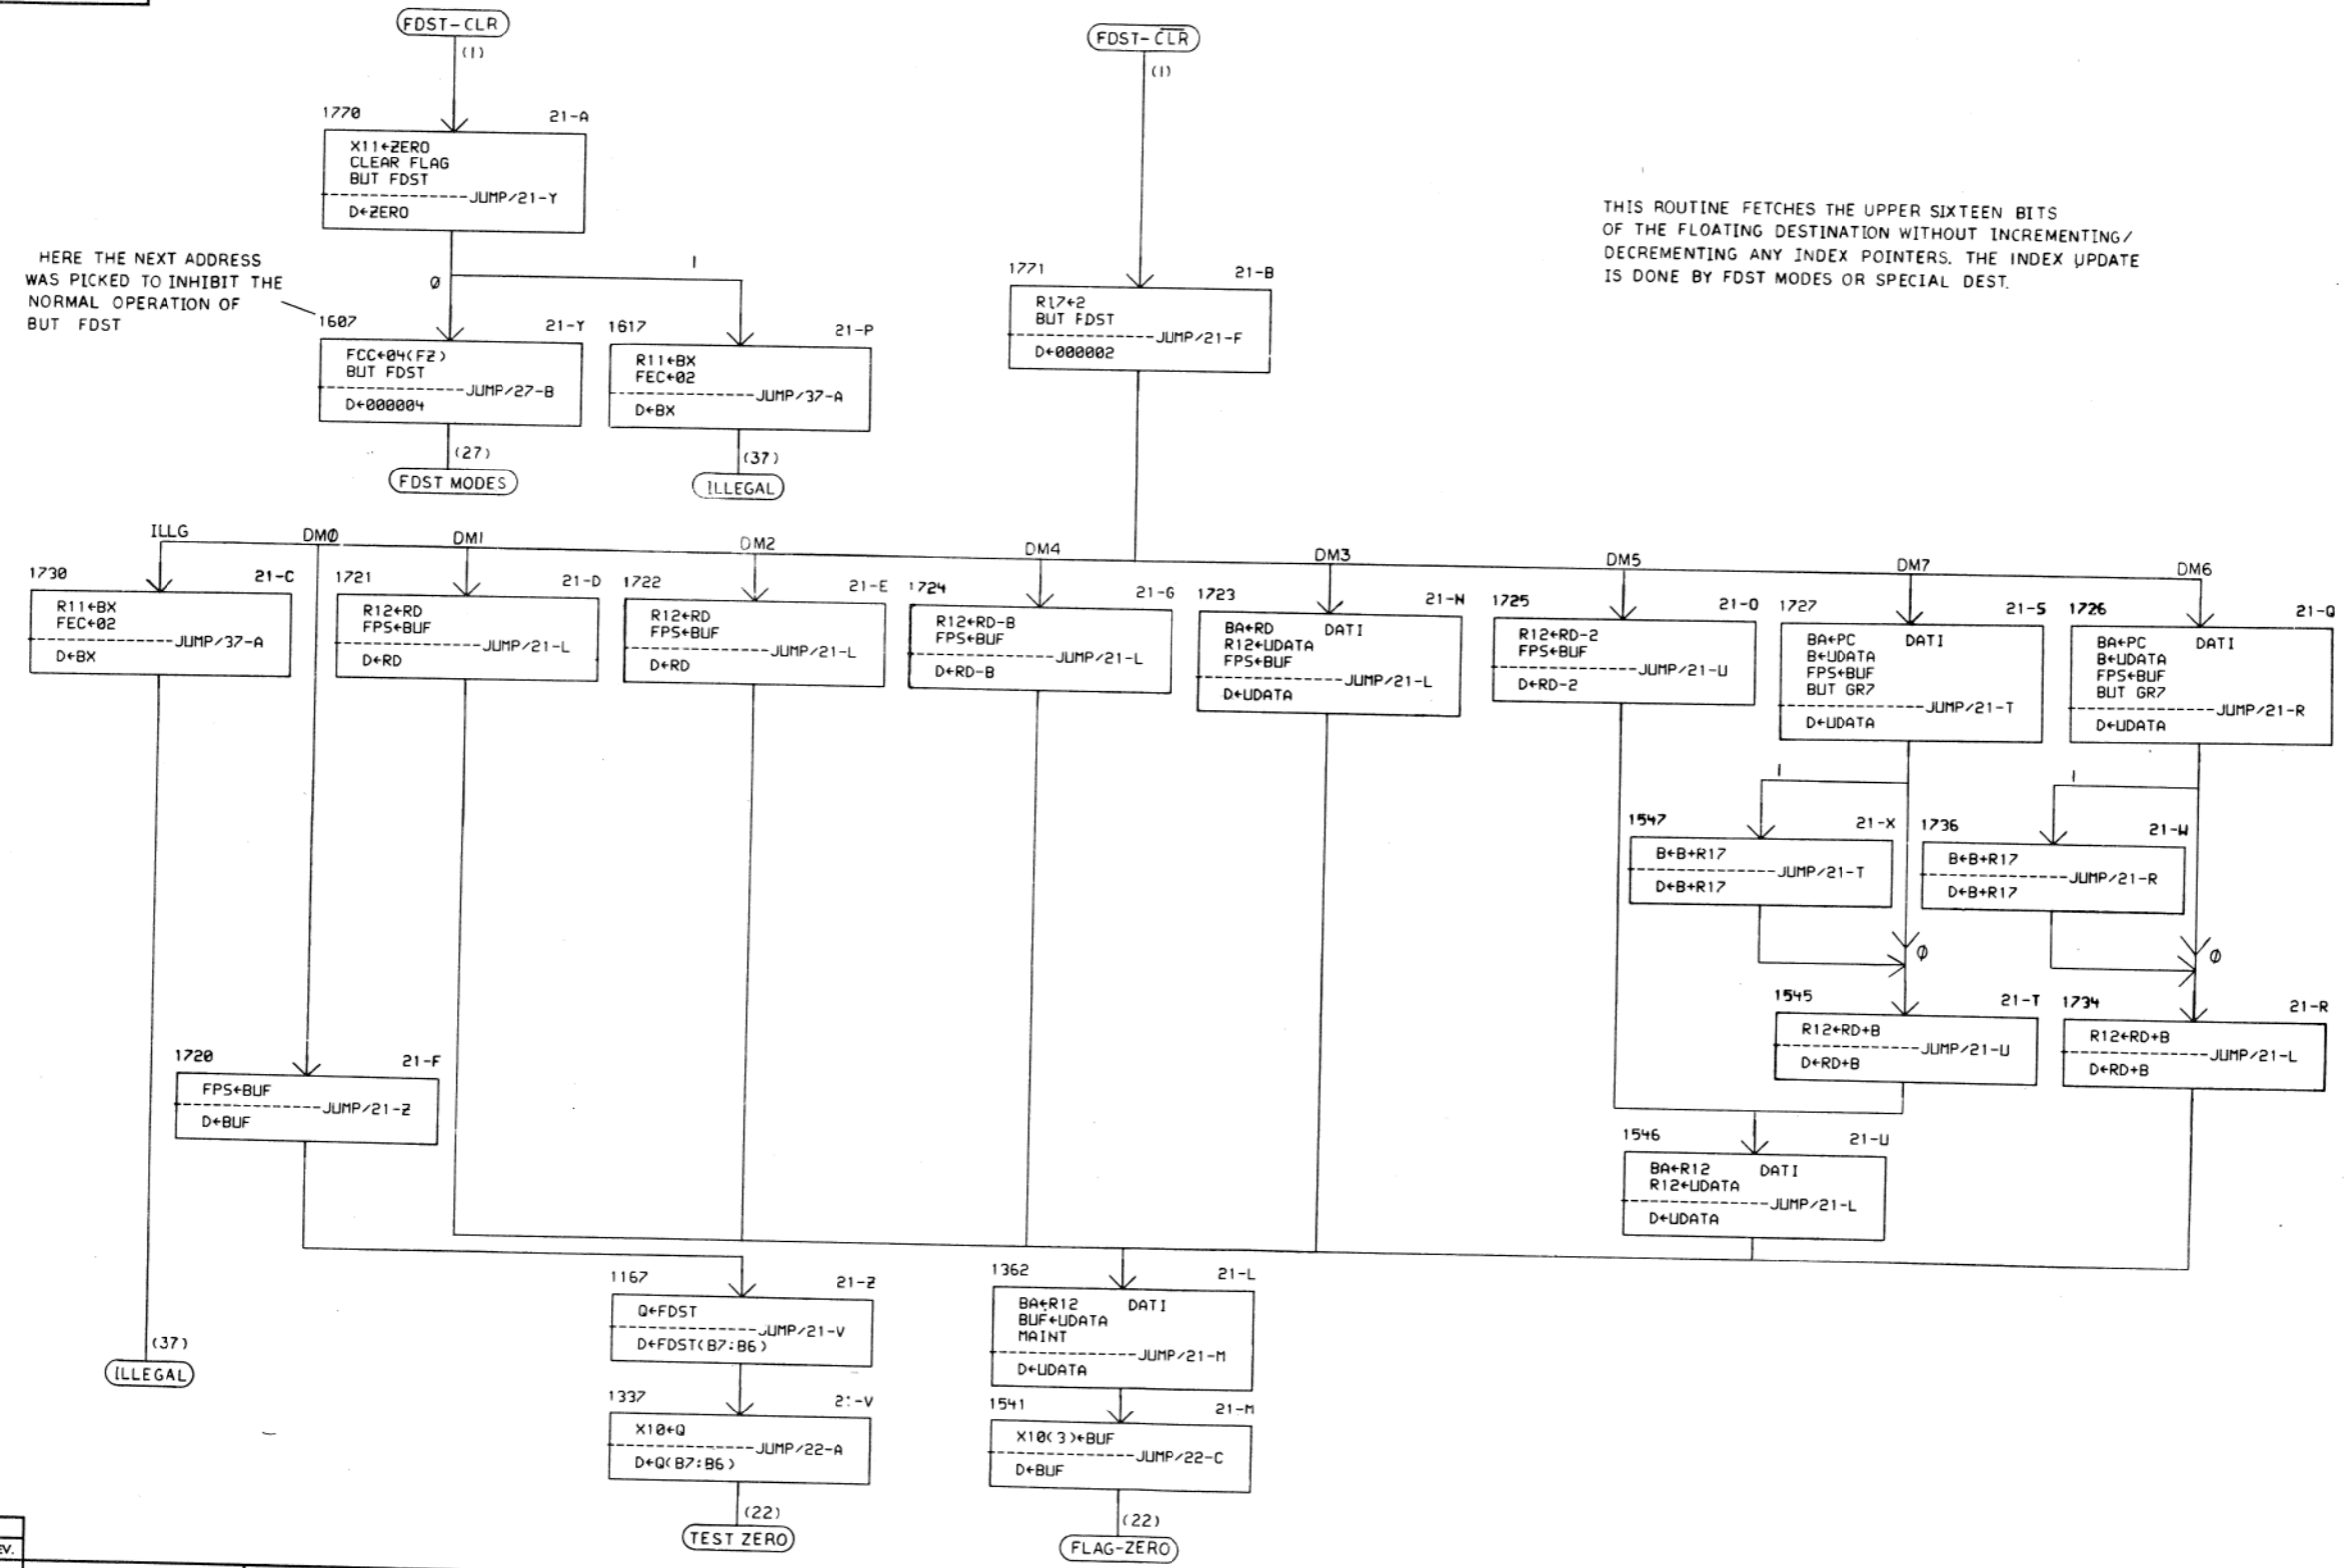 FDST-CLR
(1)
1770 21-A
X11←ZERO
CLEAR FLAG
BUT FDST
JUMP/21-Y
D←ZERO
HERE THE NEXT ADDRESS
WAS PICKED TO INHIBIT THE
NORMAL OPERATION OF
BUT FDST
Ø
1
1607 21-Y
FCC←04(FZ)
BUT FDST
JUMP/27-B
D←000004
(27)
FDST MODES
1617 21-P
R11←BX
FEC←02
JUMP/37-A
D←BX
(37)
ILLEGAL
FDST-C̅L̅R̅
(1)
1771 21-B
R17←2
BUT FDST
JUMP/21-F
D←000002
THIS ROUTINE FETCHES THE UPPER SIXTEEN BITS
OF THE FLOATING DESTINATION WITHOUT INCREMENTING/
DECREMENTING ANY INDEX POINTERS. THE INDEX UPDATE
IS DONE BY FDST MODES OR SPECIAL DEST.
ILLG DMØ DM1 DM2 DM4 DM3 DM5 DM7 DM6
1730 21-C
R11←BX
FEC←02
JUMP/37-A
D←BX
1721 21-D
R12←RD
FPS←BUF
JUMP/21-L
D←RD
1722 21-E
R12←RD
FPS←BUF
JUMP/21-L
D←RD
1724 21-G
R12←RD-B
FPS←BUF
JUMP/21-L
D←RD-B
1723 21-N
BA←RD DATI
R12←UDATA
FPS←BUF
JUMP/21-L
D←UDATA
1725 21-O
R12←RD-2
FPS←BUF
JUMP/21-U
D←RD-2
1727 21-S
BA←PC DATI
B←UDATA
FPS←BUF
BUT GR7
JUMP/21-T
D←UDATA
1726 21-Q
BA←PC DATI
B←UDATA
FPS←BUF
BUT GR7
JUMP/21-R
D←UDATA
1
1547 21-X
B←B+R17
JUMP/21-T
D←B+R17
Ø
1
1736 21-W
B←B+R17
JUMP/21-R
D←B+R17
Ø
1545 21-T
R12←RD+B
JUMP/21-U
D←RD+B
1734 21-R
R12←RD+B
JUMP/21-L
D←RD+B
1720 21-F
FPS←BUF
JUMP/21-Z
D←BUF
1546 21-U
BA←R12 DATI
R12←UDATA
JUMP/21-L
D←UDATA
(37)
ILLEGAL
1167 21-Z
Q←FDST
JUMP/21-V
D←FDST(B7:B6)
1337 21-V
X10←Q
JUMP/22-A
D←Q(B7:B6)
(22)
TEST ZERO
1362 21-L
BA←R12 DATI
BUF←UDATA
MAINT
JUMP/21-M
D←UDATA
1541 21-M
X10(3)←BUF
JUMP/22-C
D←BUF
(22)
FLAG-ZERO